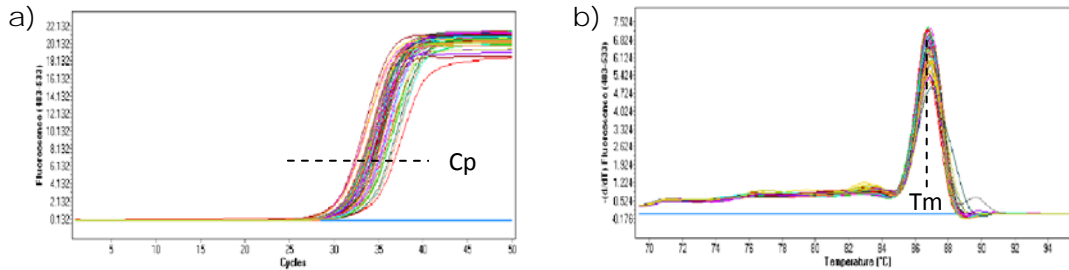 a)
22.132
20.132
18.132
16.132
14.132
12.132
10.132
8.132
6.132
4.132
2.132
0.132
Fluorescence (483-533)
5 10 15 20 25 30 35 40 45 50
Cycles
Cp
b)
7.524
6.824
6.124
5.424
4.724
4.024
3.324
2.624
1.924
1.224
0.524
-0.176
-(d/dT) Fluorescence (483-533)
70 72 74 76 78 80 82 84 86 88 90 92 94
Temperature (°C)
Tm